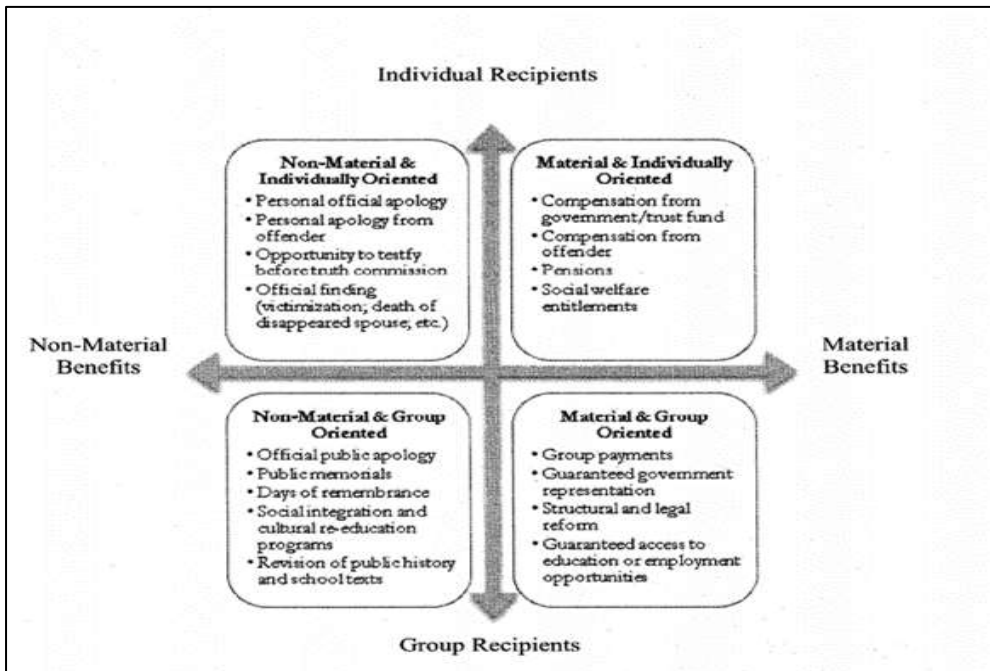 Individual Recipients
Non-Material &
Individually Oriented
• Personal official apology
• Personal apology from
offender
• Opportunity to testfy
before truth commission
• Official finding
(victimization; death of
disappeared spouse; etc.)
Material & Individually
Oriented
• Compensation from
government/trust fund
• Compensation from
offender
• Pensions
• Social welfare
entitlements
Non-Material
Benefits
Material
Benefits
Non-Material & Group
Oriented
• Official public apology
• Public memorials
• Days of remembrance
• Social integration and
cultural re-education
programs
• Revision of public history
and school texts
Material & Group
Oriented
• Group payments
• Guaranteed government
representation
• Structural and legal
reform
• Guaranteed access to
education or employment
opportunities
Group Recipients